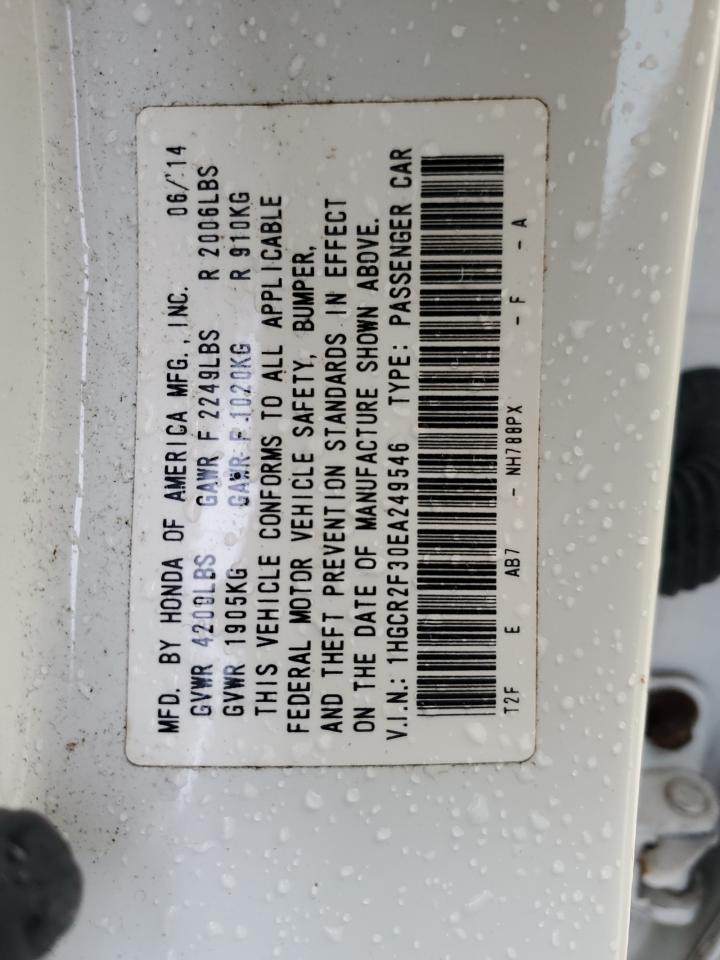 MFD. BY HONDA OF AMERICA MFG., INC. 06/14
GVWR 4200LBS GAWR F 2249LBS R 2006LBS
GVWR 1905KG GAWR F 1020KG R 910KG
THIS VEHICLE CONFORMS TO ALL APPLICABLE
FEDERAL MOTOR VEHICLE SAFETY, BUMPER,
AND THEFT PREVENTION STANDARDS IN EFFECT
ON THE DATE OF MANUFACTURE SHOWN ABOVE.
V.I.N.: 1HGCR2F30EA249546 TYPE: PASSENGER CAR
T2F E AB7 - NH788PX - F - A